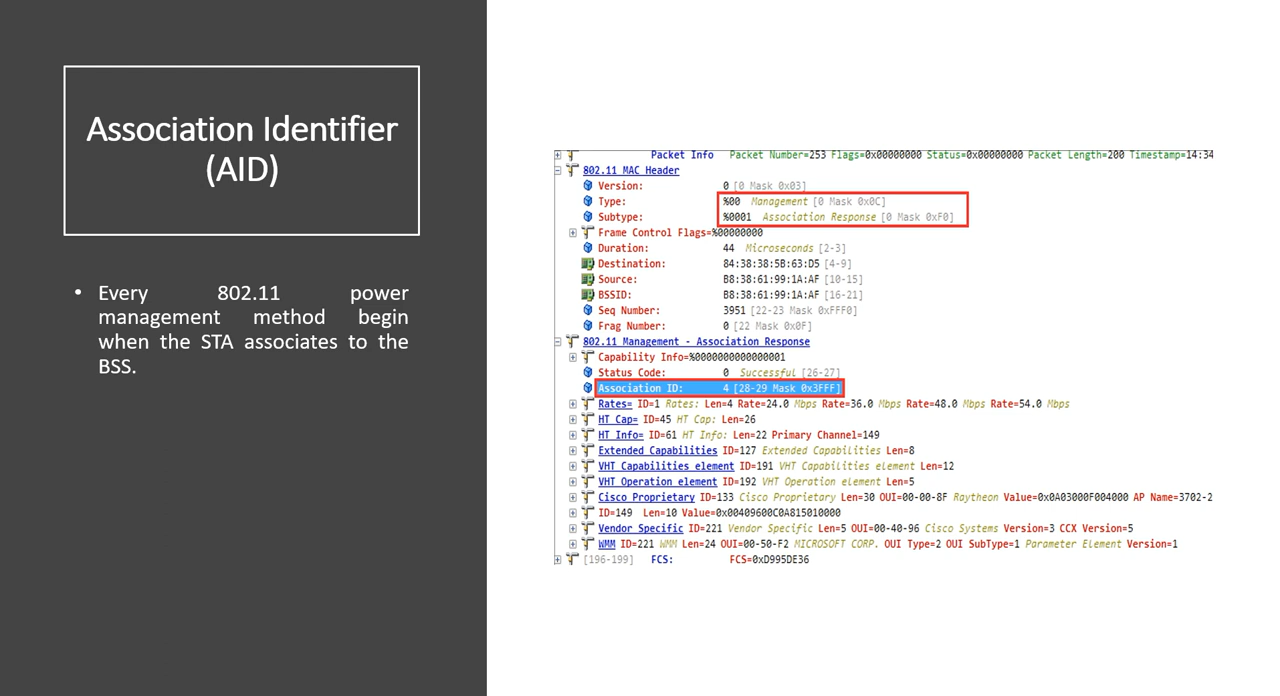 Association Identifier
(AID)
• Every 802.11 power
management method begin
when the STA associates to the
BSS.
Packet Info Packet Number=253 Flags=0x00000000 Status=0x00000000 Packet Length=200 Timestamp=14:34
802.11 MAC Header
Version: 0 [0 Mask 0x03]
Type: %00 Management [0 Mask 0x0C]
Subtype: %0001 Association Response [0 Mask 0xF0]
Frame Control Flags=%00000000
Duration: 44 Microseconds [2-3]
Destination: 84:38:38:5B:63:D5 [4-9]
Source: B8:38:61:99:1A:AF [10-15]
BSSID: B8:38:61:99:1A:AF [16-21]
Seq Number: 3951 [22-23 Mask 0xFFF0]
Frag Number: 0 [22 Mask 0x0F]
802.11 Management - Association Response
Capability Info=%0000000000000001
Status Code: 0 Successful [26-27]
Association ID: 4 [28-29 Mask 0x3FFF]
Rates= ID=1 Rates: Len=4 Rate=24.0 Mbps Rate=36.0 Mbps Rate=48.0 Mbps Rate=54.0 Mbps
HT Cap= ID=45 HT Cap: Len=26
HT Info= ID=61 HT Info: Len=22 Primary Channel=149
Extended Capabilities ID=127 Extended Capabilities Len=8
VHT Capabilities element ID=191 VHT Capabilities element Len=12
VHT Operation element ID=192 VHT Operation element Len=5
Cisco Proprietary ID=133 Cisco Proprietary Len=30 OUI=00-00-8F Raytheon Value=0x0A03000F004000 AP Name=3702-2
ID=149 Len=10 Value=0x00409600C0A815010000
Vendor Specific ID=221 Vendor Specific Len=5 OUI=00-40-96 Cisco Systems Version=3 CCX Version=5
WMM ID=221 WMM Len=24 OUI=00-50-F2 MICROSOFT CORP. OUI Type=2 OUI SubType=1 Parameter Element Version=1
[196-199] FCS: FCS=0xD995DE36